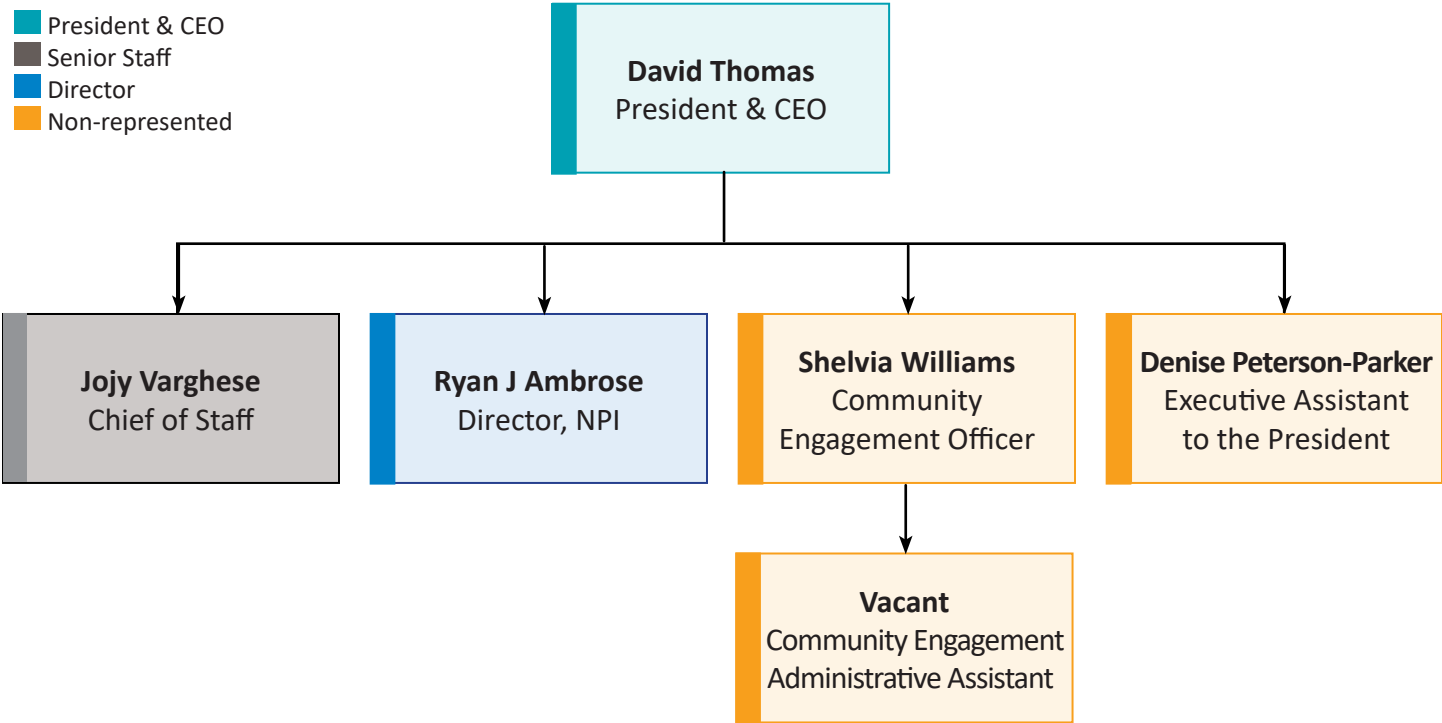 President & CEO
Senior Staff
Director
Non-represented
David Thomas
President & CEO
Jojy Varghese
Chief of Staff
Ryan J Ambrose
Director, NPI
Shelvia Williams
Community
Engagement Officer
Denise Peterson-Parker
Executive Assistant
to the President
Vacant
Community Engagement
Administrative Assistant